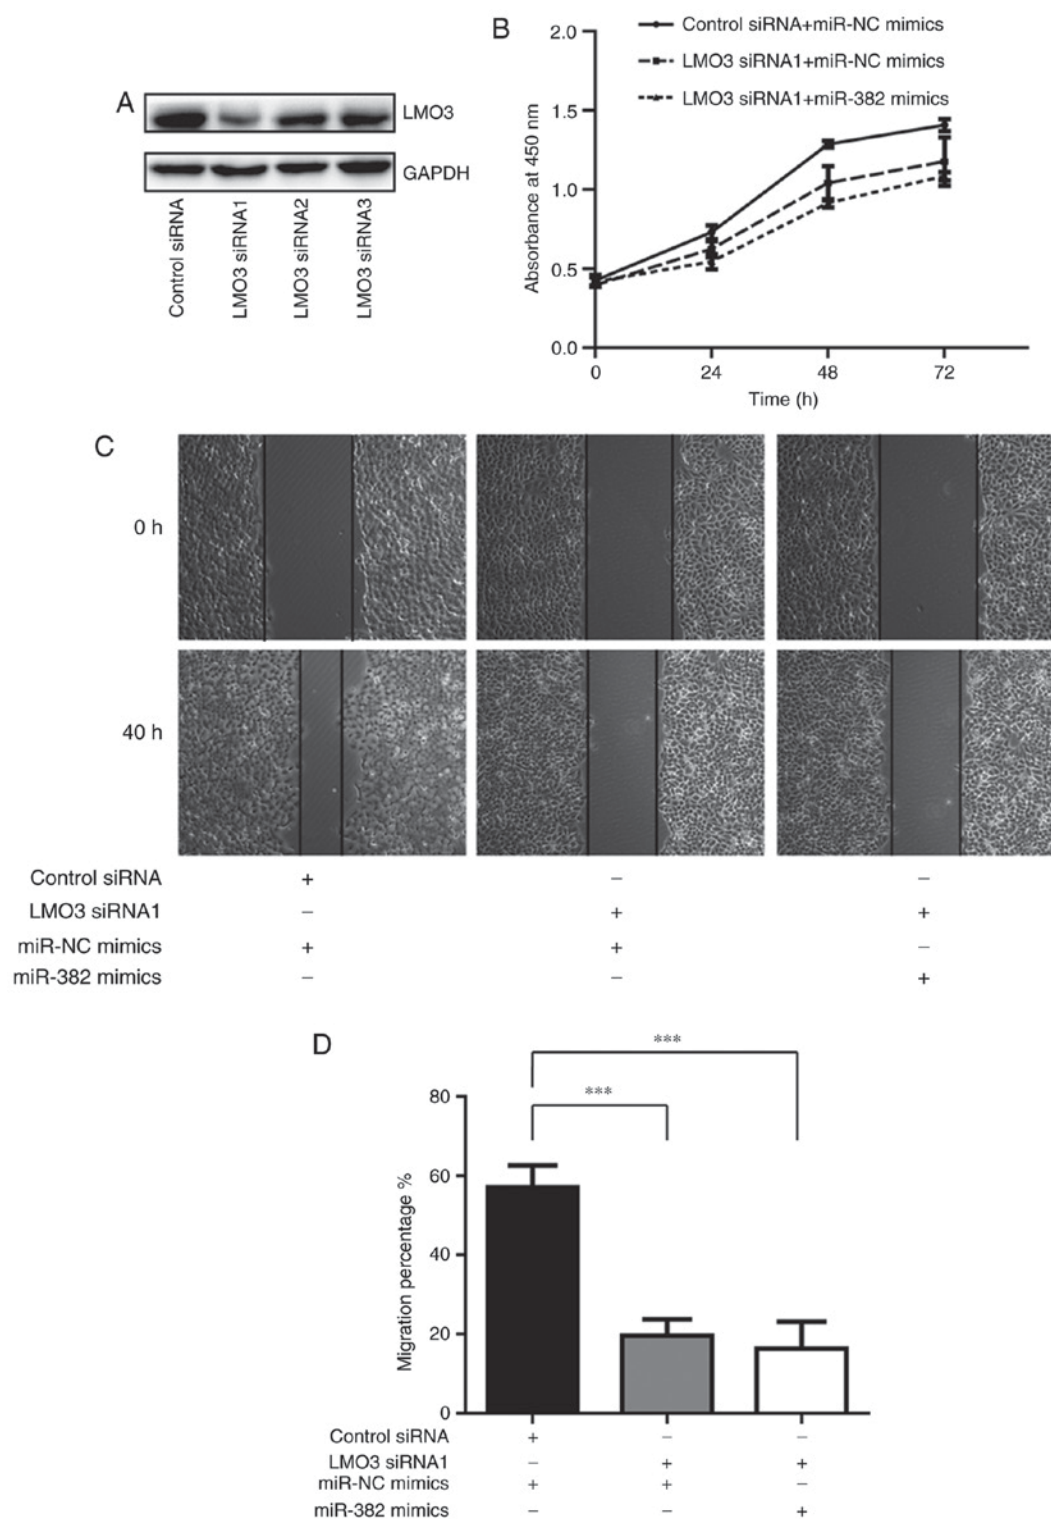 A
LMO3
GAPDH
Control siRNA
LMO3 siRNA1
LMO3 siRNA2
LMO3 siRNA3
B
Control siRNA+miR-NC mimics
LMO3 siRNA1+miR-NC mimics
LMO3 siRNA1+miR-382 mimics
Absorbance at 450 nm
2.0
1.5
1.0
0.5
0.0
0 24 48 72
Time (h)
C
0 h
40 h
Control siRNA + − −
LMO3 siRNA1 − + +
miR-NC mimics + + −
miR-382 mimics − − +
D
***
***
Migration percentage %
80
60
40
20
0
Control siRNA + − −
LMO3 siRNA1 − + +
miR-NC mimics + + −
miR-382 mimics − − +